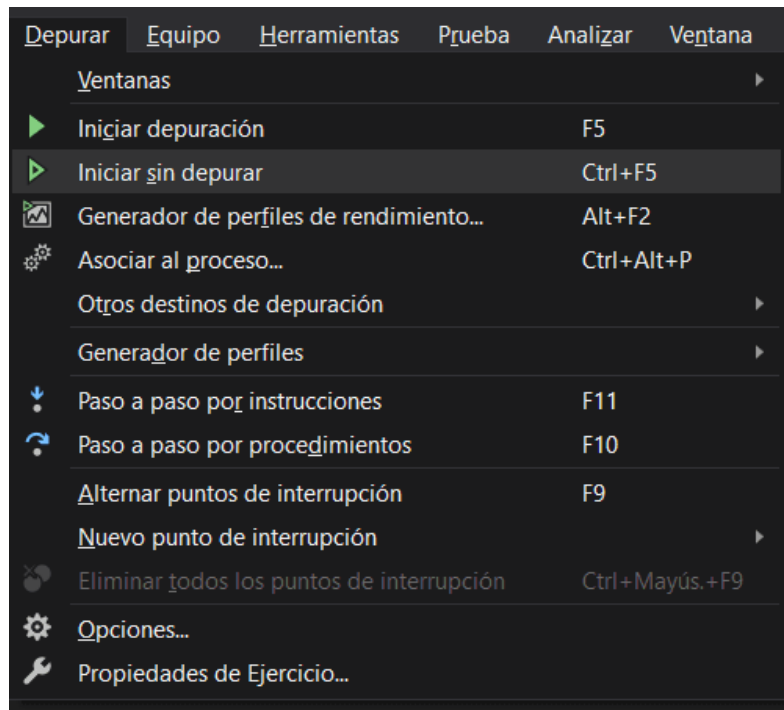 Depurar Equipo Herramientas Prueba Analizar Ventana
Ventanas
Iniciar depuración F5
Iniciar sin depurar Ctrl+F5
Generador de perfiles de rendimiento... Alt+F2
Asociar al proceso... Ctrl+Alt+P
Otros destinos de depuración
Generador de perfiles
Paso a paso por instrucciones F11
Paso a paso por procedimientos F10
Alternar puntos de interrupción F9
Nuevo punto de interrupción
Eliminar todos los puntos de interrupción Ctrl+Mayús.+F9
Opciones...
Propiedades de Ejercicio...